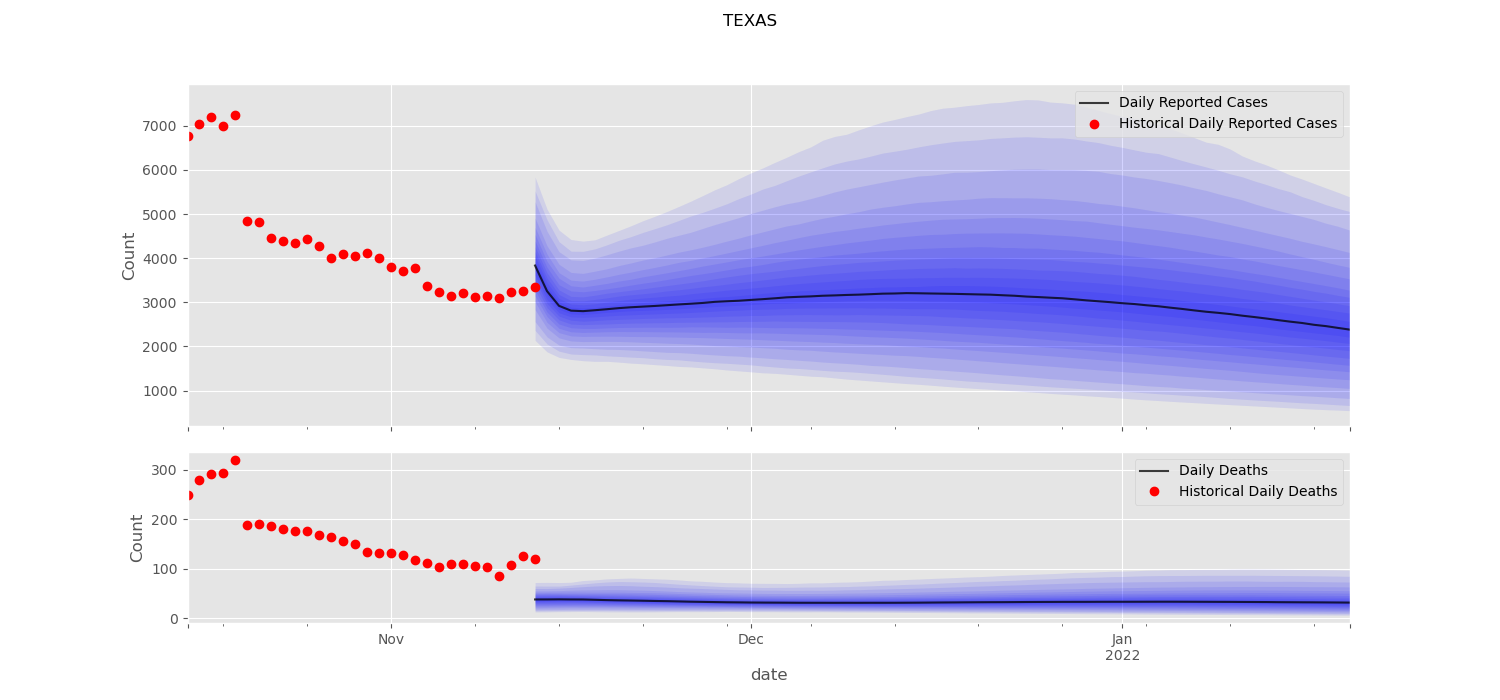 TEXAS
Daily Reported Cases
Historical Daily Reported Cases
Count
7000
6000
5000
4000
3000
2000
1000
Daily Deaths
Historical Daily Deaths
Count
300
200
100
0
Nov
Dec
Jan
2022
date